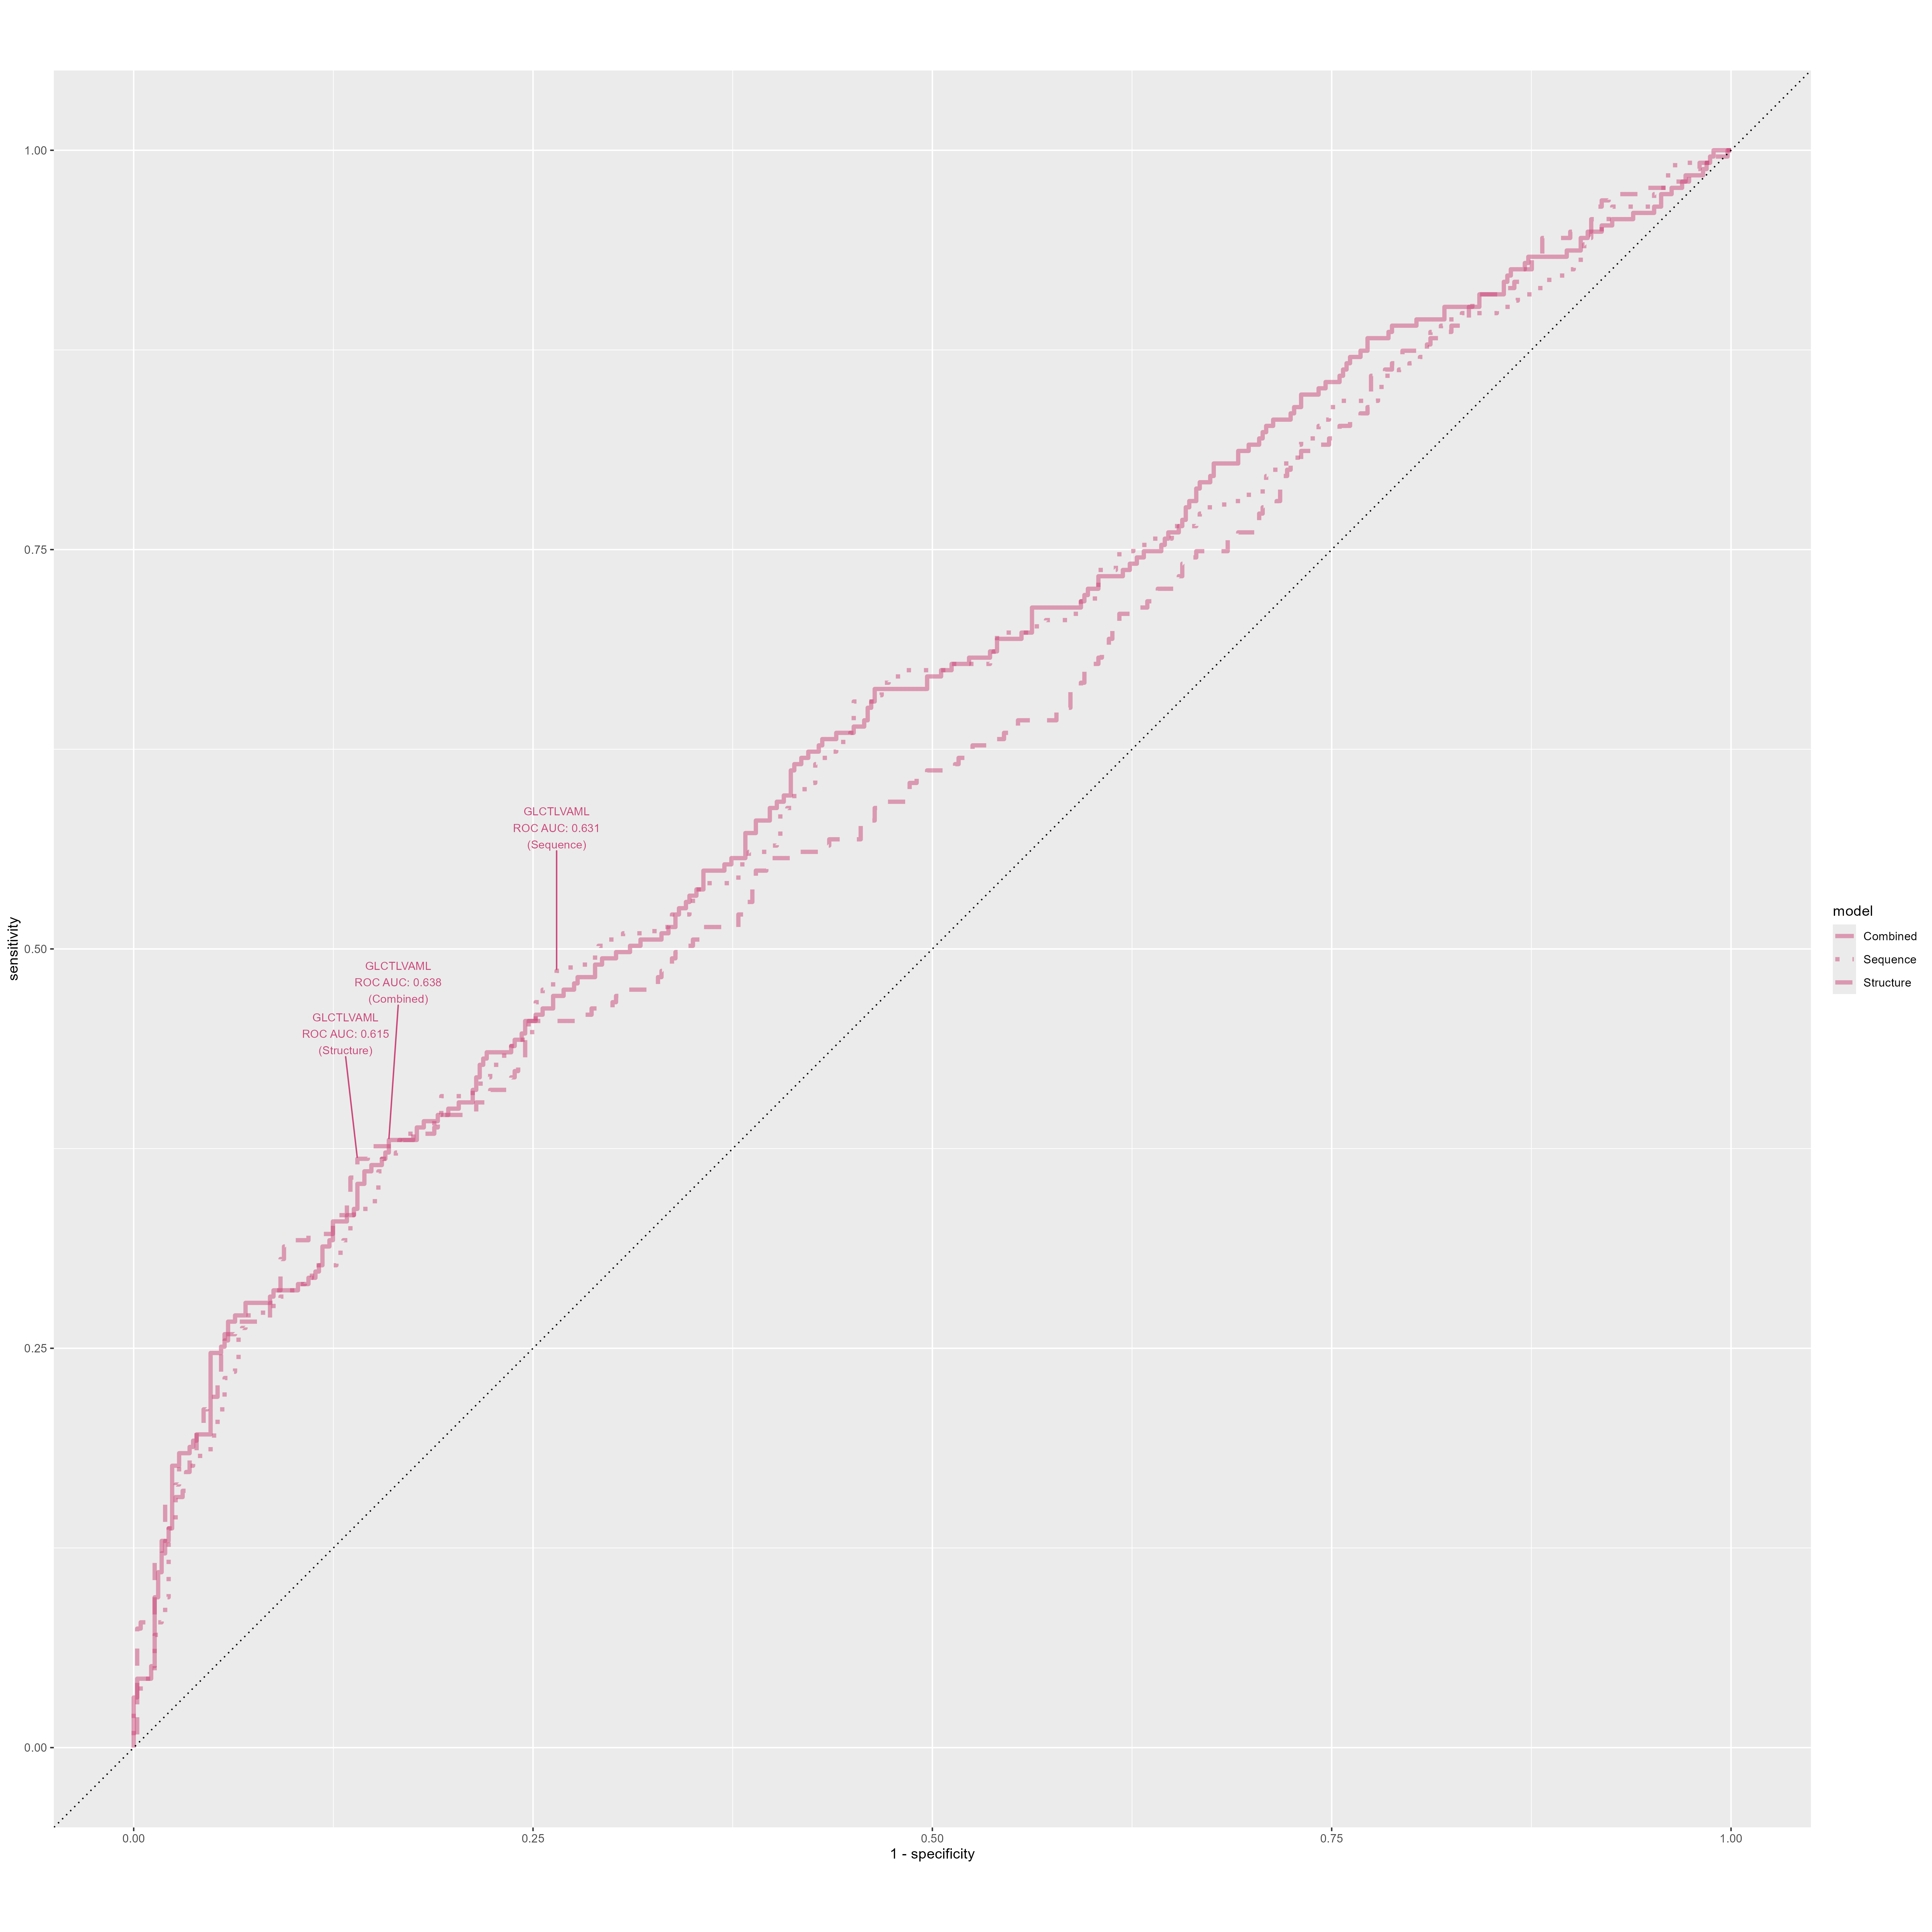 1.00
0.75
0.50
0.25
0.00
sensitivity
GLCTLVAML
ROC AUC: 0.631
(Sequence)
GLCTLVAML
ROC AUC: 0.638
(Combined)
GLCTLVAML
ROC AUC: 0.615
(Structure)
0.00
0.25
0.50
0.75
1.00
1 - specificity
model
Combined
Sequence
Structure